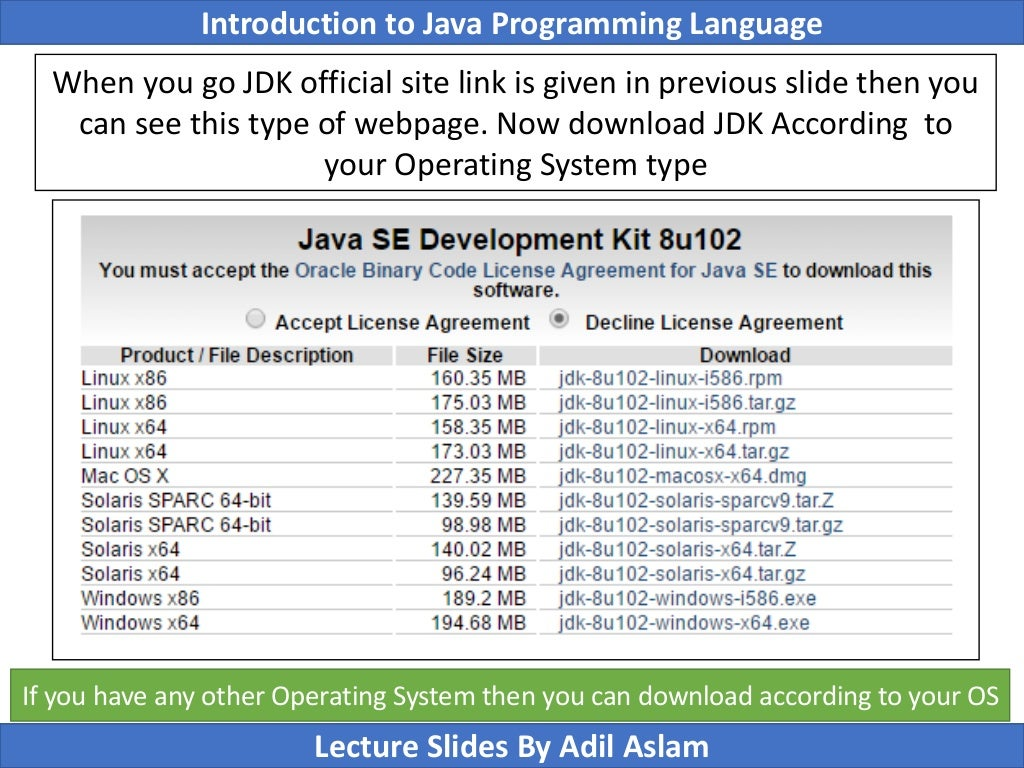 Introduction to Java Programming Language
When you go JDK official site link is given in previous slide then you
can see this type of webpage. Now download JDK According to
your Operating System type
Java SE Development Kit 8u102
You must accept the Oracle Binary Code License Agreement for Java SE to download this
software.
Accept License Agreement Decline License Agreement
Product / File Description File Size Download
Linux x86 160.35 MB jdk-8u102-linux-i586.rpm
Linux x86 175.03 MB jdk-8u102-linux-i586.tar.gz
Linux x64 158.35 MB jdk-8u102-linux-x64.rpm
Linux x64 173.03 MB jdk-8u102-linux-x64.tar.gz
Mac OS X 227.35 MB jdk-8u102-macosx-x64.dmg
Solaris SPARC 64-bit 139.59 MB jdk-8u102-solaris-sparcv9.tar.Z
Solaris SPARC 64-bit 98.98 MB jdk-8u102-solaris-sparcv9.tar.gz
Solaris x64 140.02 MB jdk-8u102-solaris-x64.tar.Z
Solaris x64 96.24 MB jdk-8u102-solaris-x64.tar.gz
Windows x86 189.2 MB jdk-8u102-windows-i586.exe
Windows x64 194.68 MB jdk-8u102-windows-x64.exe
If you have any other Operating System then you can download according to your OS
Lecture Slides By Adil Aslam